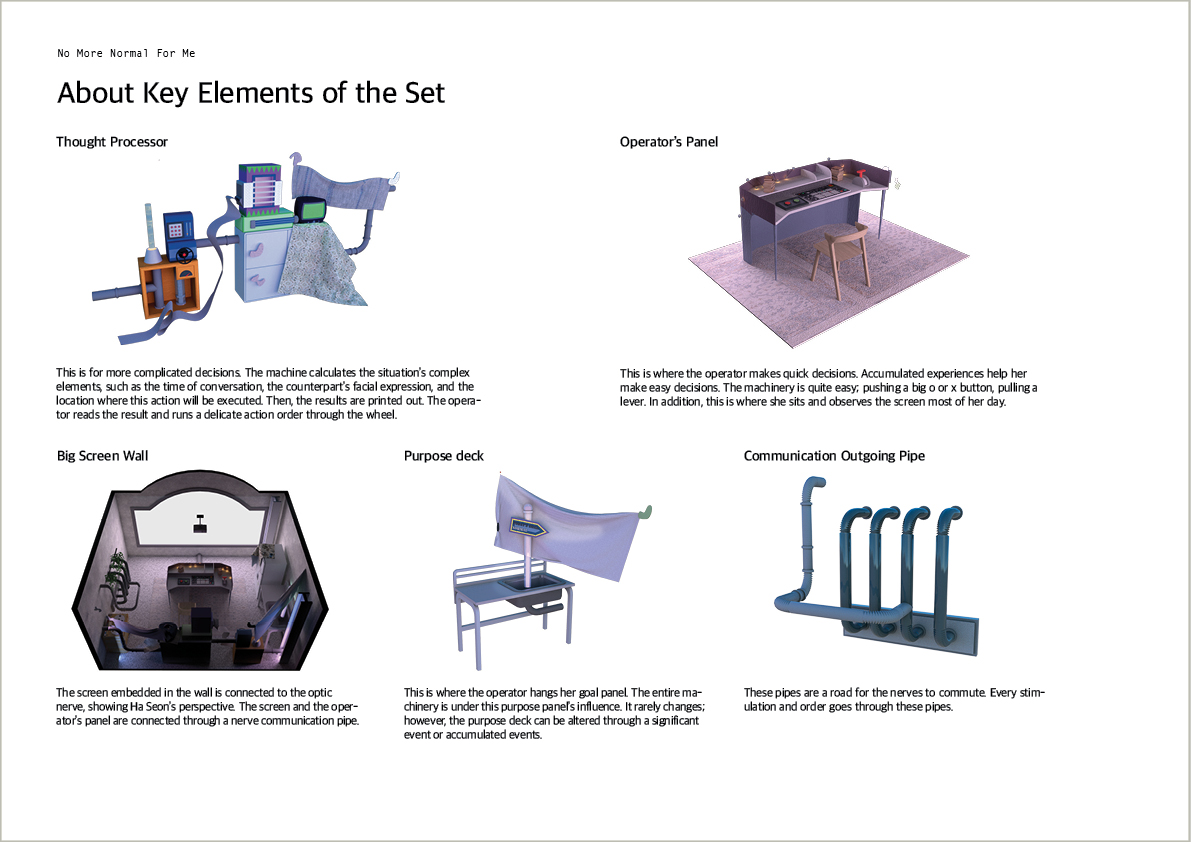 No More Normal For Me
About Key Elements of the Set
Thought Processor
This is for more complicated decisions. The machine calculates the situation's complex
elements, such as the time of conversation, the counterpart's facial expression, and the
location where this action will be executed. Then, the results are printed out. The opera-
tor reads the result and runs a delicate action order through the wheel.
Operator's Panel
This is where the operator makes quick decisions. Accumulated experiences help her
make easy decisions. The machinery is quite easy; pushing a big o or x button, pulling a
lever. In addition, this is where she sits and observes the screen most of her day.
Big Screen Wall
The screen embedded in the wall is connected to the optic
nerve, showing Ha Seon's perspective. The screen and the oper-
ator's panel are connected through a nerve communication pipe.
Purpose deck
This is where the operator hangs her goal panel. The entire ma-
chinery is under this purpose panel's influence. It rarely changes;
however, the purpose deck can be altered through a significant
event or accumulated events.
Communication Outgoing Pipe
These pipes are a road for the nerves to commute. Every stim-
ulation and order goes through these pipes.